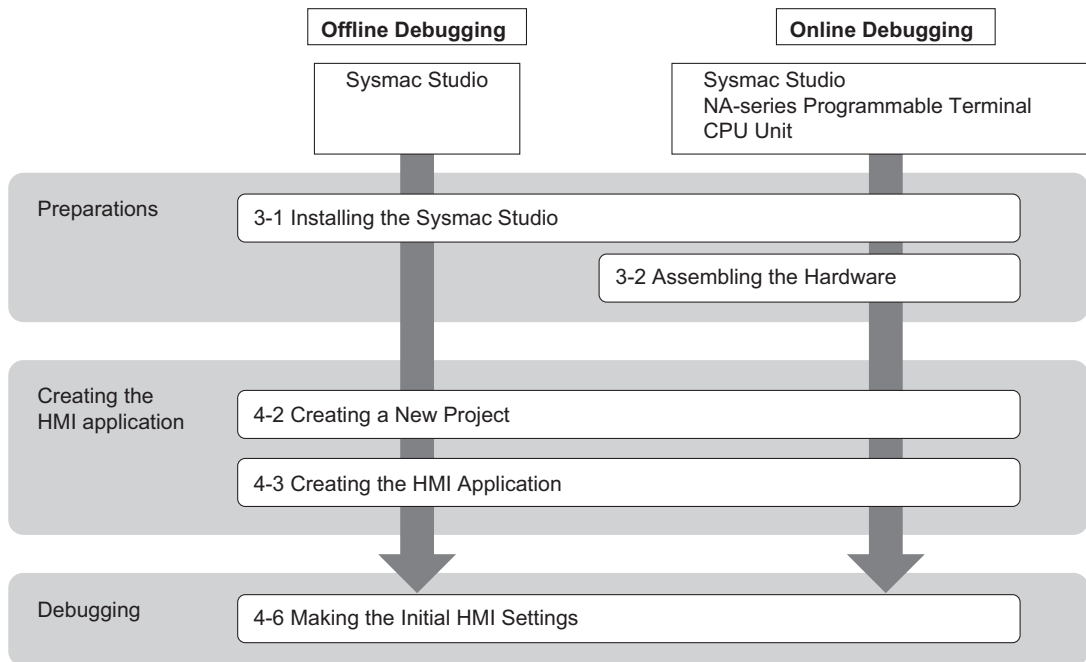 Offline Debugging
Online Debugging
Sysmac Studio
Sysmac Studio
NA-series Programmable Terminal
CPU Unit
Preparations
3-1 Installing the Sysmac Studio
3-2 Assembling the Hardware
Creating the
HMI application
4-2 Creating a New Project
4-3 Creating the HMI Application
Debugging
4-6 Making the Initial HMI Settings